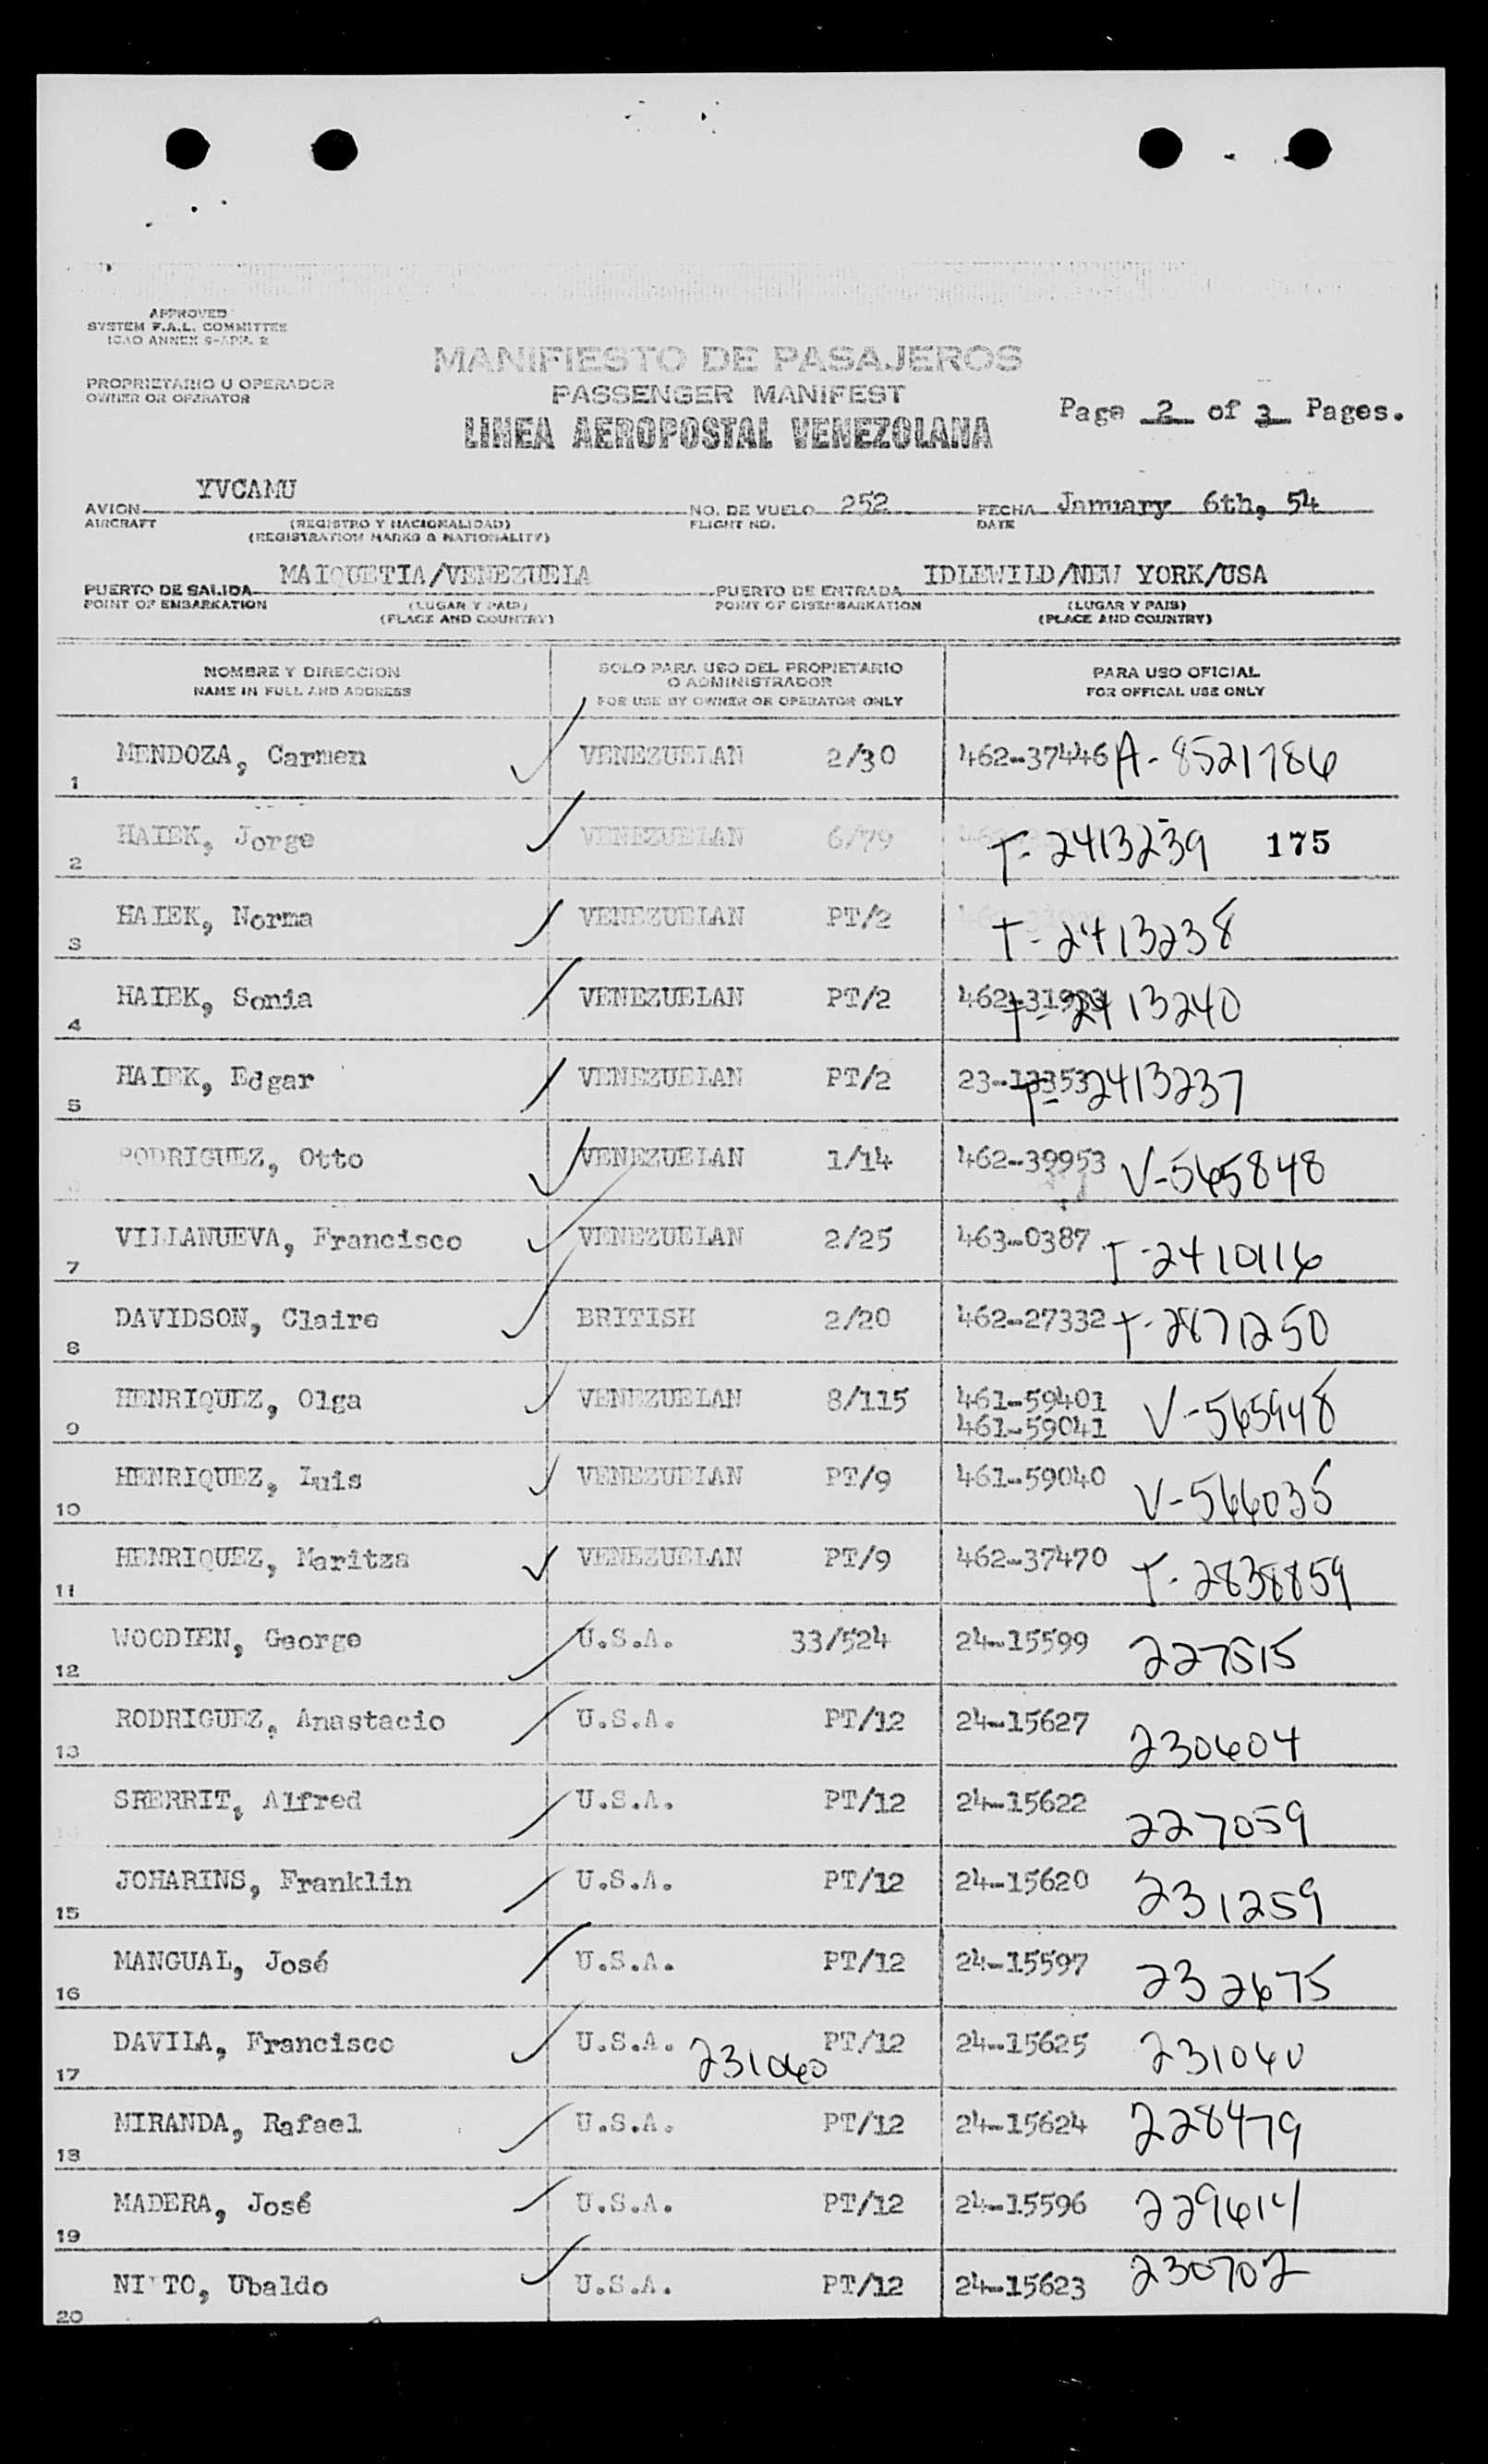 APPROVED
SYSTEM F.A.L. COMMITTEE
ICAO ANNEX 9-APP. 2
MANIFIESTO DE PASAJEROS
PROPRIETARIO U OPERADOR
OWNER OR OPERATOR
PASSENGER MANIFEST
Page 2 of 3 Pages.
LINEA AEROPOSTAL VENEZOLANA
AVION YVCAMU NO. DE VUELO 252 FECHA January 6th, 54
AIRCRAFT (REGISTRO Y NACIONALIDAD) FLIGHT NO. DATE
(REGISTRATION MARKS & NATIONALITY)
PUERTO DE SALIDA MAIQUETIA/VENEZUELA PUERTO DE ENTRADA IDLEWILD/NEW YORK/USA
POINT OF EMBARKATION (LUGAR Y PAIS) POINT OF DISEMBARKATION (LUGAR Y PAIS)
(PLACE AND COUNTRY) (PLACE AND COUNTRY)
NOMBRE Y DIRECCION SOLO PARA USO DEL PROPIETARIO PARA USO OFICIAL
O ADMINISTRADOR
NAME IN FULL AND ADDRESS FOR USE BY OWNER OR OPERATOR ONLY FOR OFFICAL USE ONLY
1 MENDOZA, Carmen VENEZUELAN 2/30 462-37446 A-8521786
2 HAIEK, Jorge VENEZUELAN 6/79 T-2413239 175
3 HAIEK, Norma VENEZUELAN PT/2 T-2413238
4 HAIEK, Sonia VENEZUELAN PT/2 T-2413240
5 HAIEK, Edgar VENEZUELAN PT/2 T-2413237
RODRIGUEZ, Otto VENEZUELAN 1/14 462-39953 V-565848
7 VILLANUEVA, Francisco VENEZUELAN 2/25 463-0387 T-2410116
8 DAVIDSON, Claire BRITISH 2/20 462-27332 T-2871250
9 HENRIQUEZ, Olga VENEZUELAN 8/115 461-59401 V-565948
461-59041
10 HENRIQUEZ, Luis VENEZUELAN PT/9 461-59040 V-566035
11 HENRIQUEZ, Maritza VENEZUELAN PT/9 462-37470 T-2838859
12 WOODIEN, George U.S.A. 33/524 24-15599 227515
13 RODRIGUEZ, Anastacio U.S.A. PT/12 24-15627 230604
SRERRIT, Alfred U.S.A. PT/12 24-15622 227059
15 JOHARINS, Franklin U.S.A. PT/12 24-15620 231259
16 MANGUAL, José U.S.A. PT/12 24-15597 232675
17 DAVILA, Francisco U.S.A. 231060 PT/12 24-15625 231060
18 MIRANDA, Rafael U.S.A. PT/12 24-15624 228479
19 MADERA, José U.S.A. PT/12 24-15596 229614
20 NI TO, Ubaldo U.S.A. PT/12 24-15623 230702